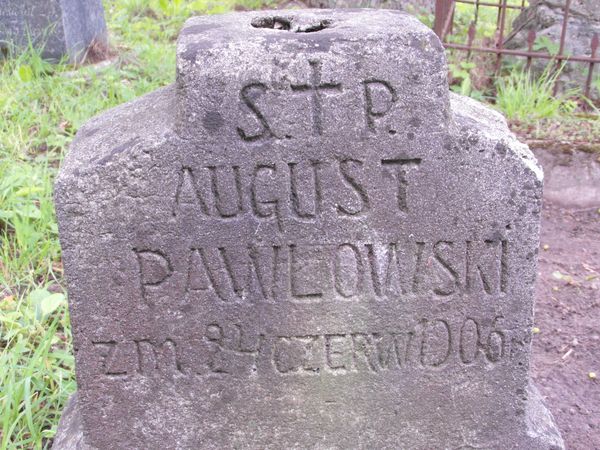 S. † P.
AUGUST
PAWŁOWSKI
zm. 24 CZERW 1906